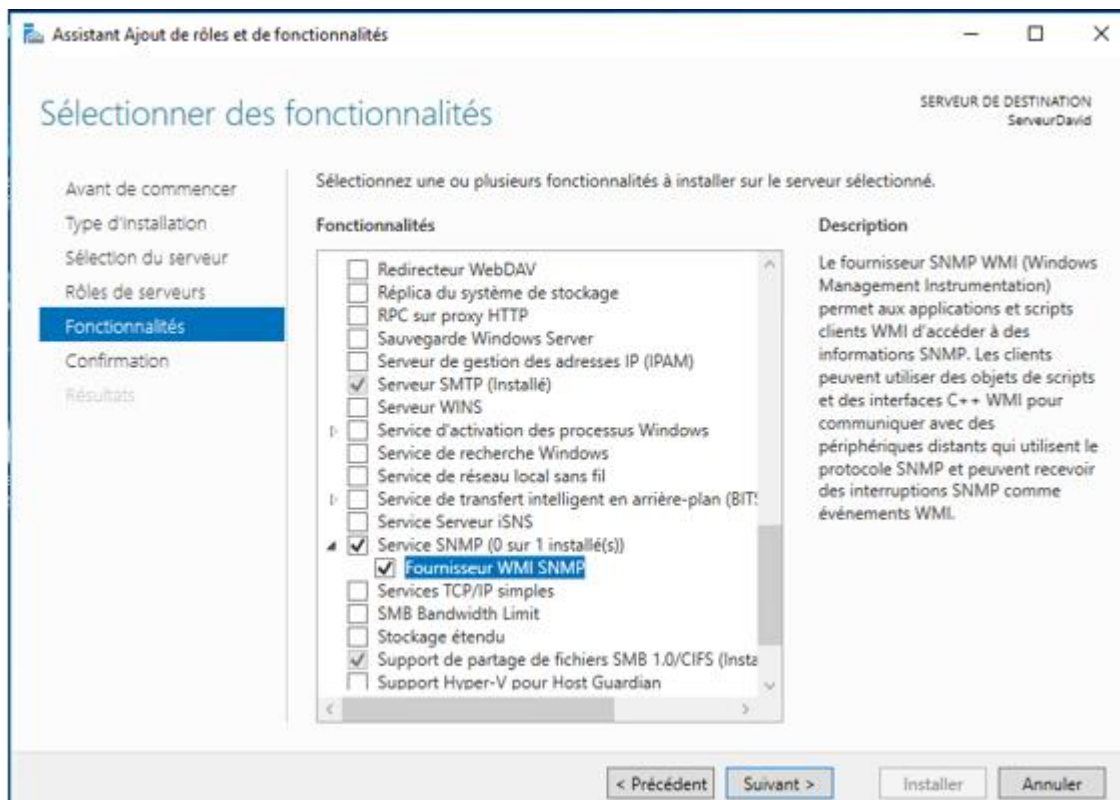 Assistant Ajout de rôles et de fonctionnalités
Sélectionner des fonctionnalités
SERVEUR DE DESTINATION
ServeurDavid
Avant de commencer
Type d'installation
Sélection du serveur
Rôles de serveurs
Fonctionnalités
Confirmation
Résultats
Sélectionnez une ou plusieurs fonctionnalités à installer sur le serveur sélectionné.
Fonctionnalités
Redirecteur WebDAV
Réplica du système de stockage
RPC sur proxy HTTP
Sauvegarde Windows Server
Serveur de gestion des adresses IP (IPAM)
Serveur SMTP (Installé)
Serveur WINS
Service d'activation des processus Windows
Service de recherche Windows
Service de réseau local sans fil
Service de transfert intelligent en arrière-plan (BITS
Service Serveur iSNS
Service SNMP (0 sur 1 installé(s))
Fournisseur WMI SNMP
Services TCP/IP simples
SMB Bandwidth Limit
Stockage étendu
Support de partage de fichiers SMB 1.0/CIFS (Insta
Support Hyper-V pour Host Guardian
Description
Le fournisseur SNMP WMI (Windows
Management Instrumentation)
permet aux applications et scripts
clients WMI d'accéder à des
informations SNMP. Les clients
peuvent utiliser des objets de scripts
et des interfaces C++ WMI pour
communiquer avec des
périphériques distants qui utilisent le
protocole SNMP et peuvent recevoir
des interruptions SNMP comme
événements WMI.
< Précédent
Suivant >
Installer
Annuler